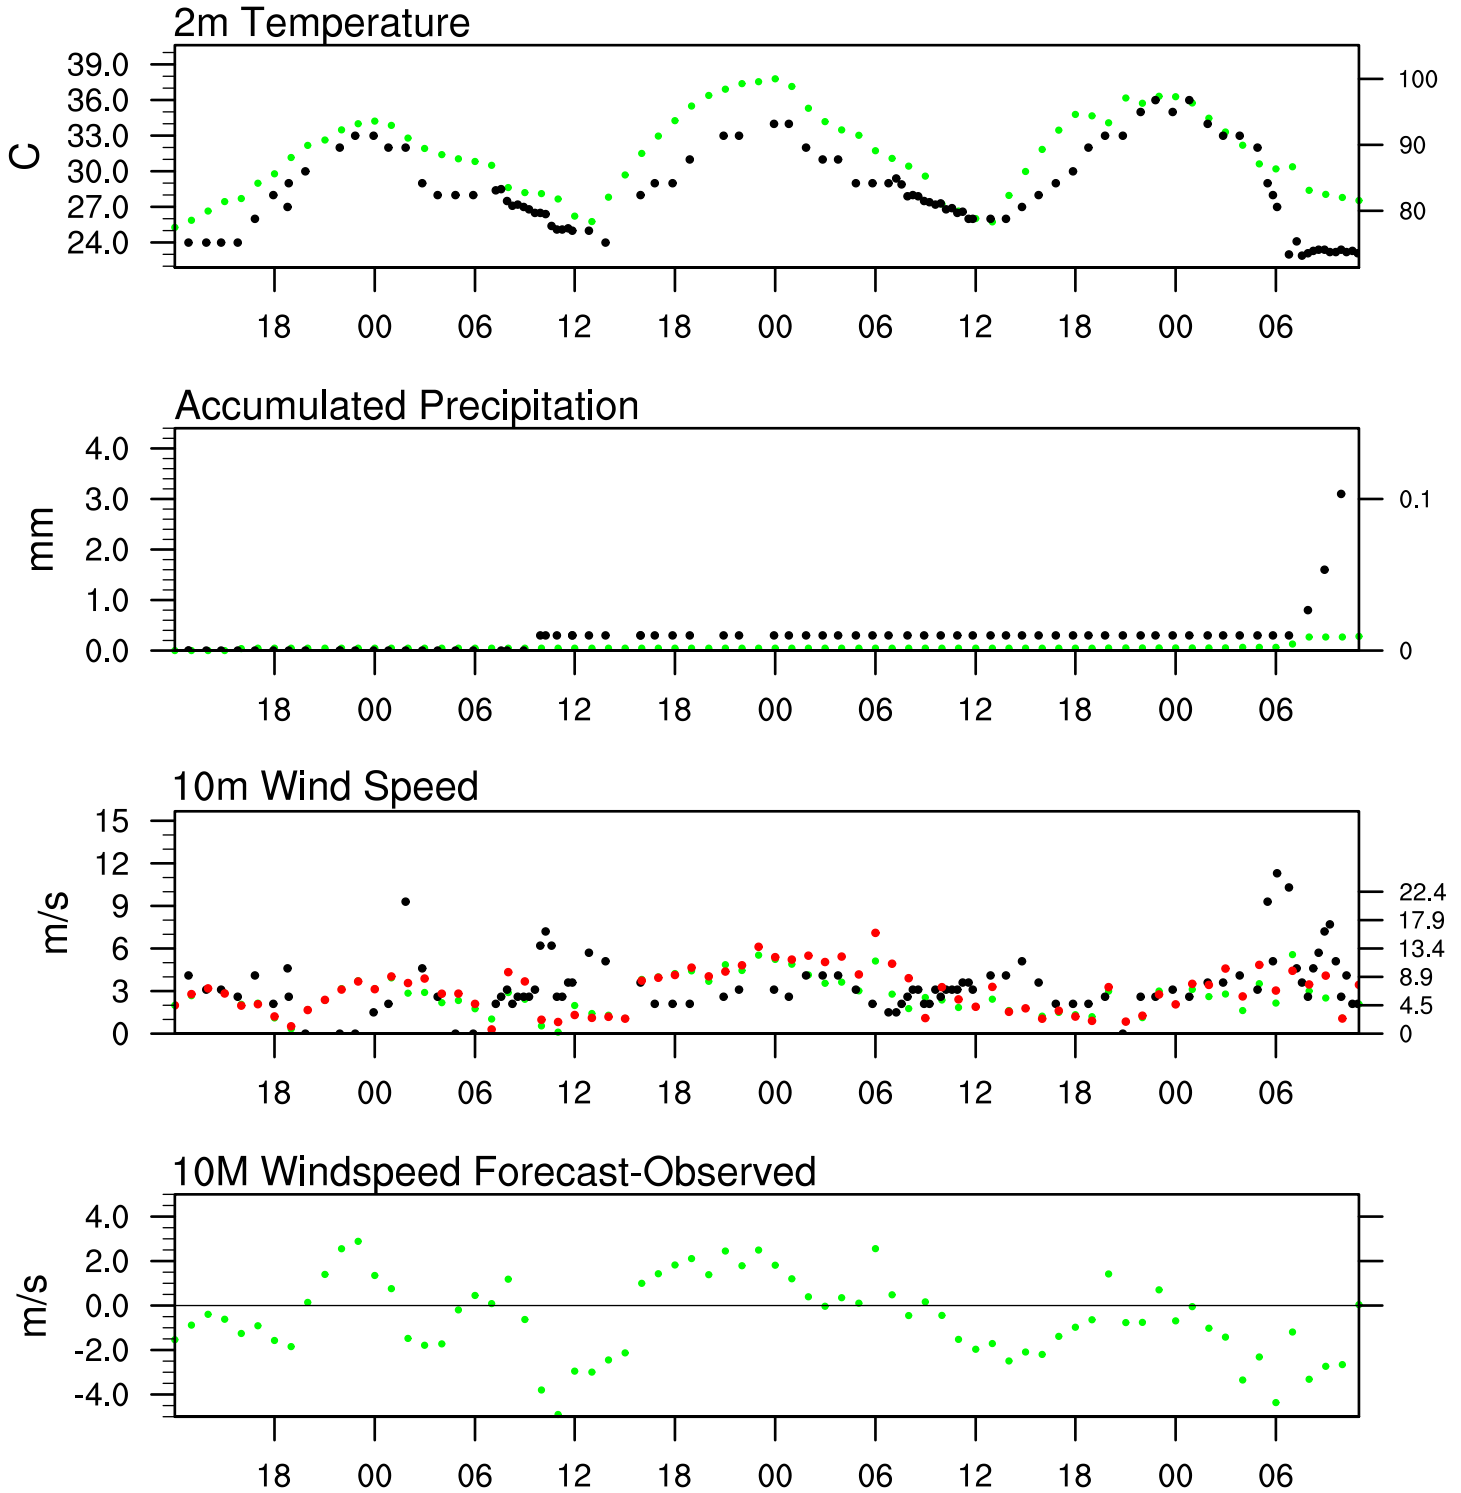 2m Temperature
39.0
36.0
33.0
30.0
27.0
24.0
C
100
90
80
18 00 06 12 18 00 06 12 18 00 06
Accumulated Precipitation
4.0
3.0
2.0
1.0
0.0
mm
0.1
0
18 00 06 12 18 00 06 12 18 00 06
10m Wind Speed
15
12
9
6
3
0
m/s
22.4
17.9
13.4
8.9
4.5
0
18 00 06 12 18 00 06 12 18 00 06
10M Windspeed Forecast-Observed
4.0
2.0
0.0
-2.0
-4.0
m/s
18 00 06 12 18 00 06 12 18 00 06